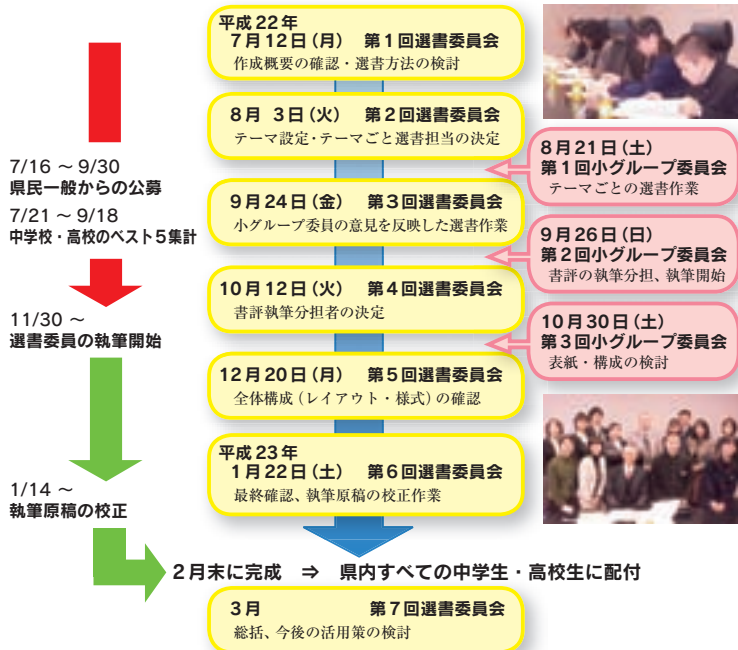 平成22年
7月12日(月) 第1回選書委員会
作成概要の確認・選書方法の検討
8月 3日(火) 第2回選書委員会
テーマ設定・テーマごと選書担当の決定
8月21日(土)
第1回小グループ委員会
テーマごとの選書作業
7/16 ~ 9/30
県民一般からの公募
7/21 ~ 9/18
中学校・高校のベスト5集計
9月24日(金) 第3回選書委員会
小グループ委員の意見を反映した選書作業
9月26日(日)
第2回小グループ委員会
書評の執筆分担、執筆開始
10月12日(火) 第4回選書委員会
書評執筆分担者の決定
11/30 ~
選書委員の執筆開始
10月30日(土)
第3回小グループ委員会
表紙・構成の検討
12月20日(月) 第5回選書委員会
全体構成(レイアウト・様式)の確認
平成23年
1月22日(土) 第6回選書委員会
最終確認、執筆原稿の校正作業
1/14 ~
執筆原稿の校正
2月末に完成 ⇒ 県内すべての中学生・高校生に配付
3月 第7回選書委員会
総括、今後の活用策の検討